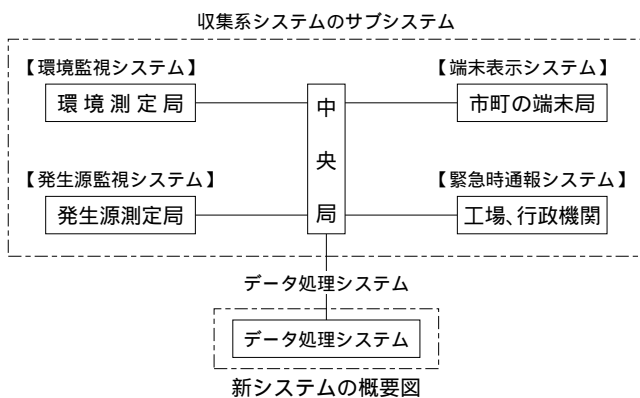 収集系システムのサブシステム
【環境監視システム】
環境測定局
【発生源監視システム】
発生源測定局
中央局
【端末表示システム】
市町の端末局
【緊急時通報システム】
工場、行政機関
データ処理システム
データ処理システム
新システムの概要図